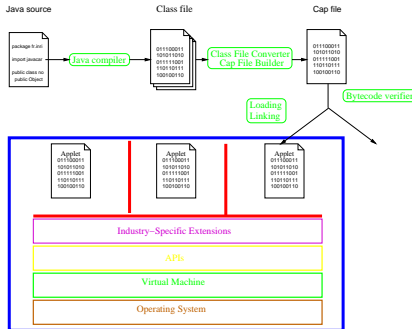 Java source
Class file
Cap file
package fr.inri
import javacar
public class no
public Object
Java compiler
011100011
101011010
011111001
110110111
100100110
Class File Converter
Cap File Builder
011100011
101011010
011111001
110110111
100100110
Loading
Linking
Bytecode verifier
Applet
011100011
101011010
011111001
110110111
100100110
Applet
011100011
101011010
011111001
110110111
100100110
Applet
011100011
101011010
011111001
110110111
100100110
Industry-Specific Extensions
APIs
Virtual Machine
Operating System